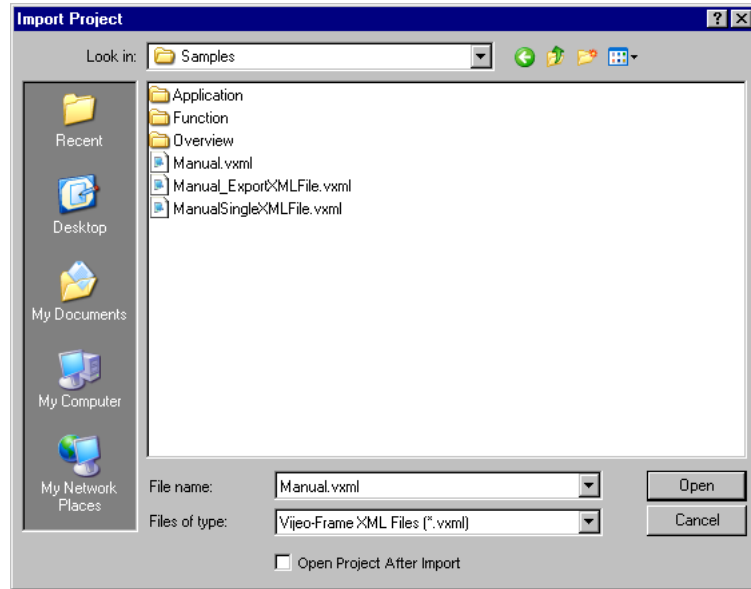 Import Project
Look in: Samples
Application
Function
Overview
Manual.vxml
Manual_ExportXMLFile.vxml
ManualSingleXMLFile.vxml
Recent
Desktop
My Documents
My Computer
My Network
Places
File name: Manual.vxml Open
Files of type: Vijeo-Frame XML Files (*.vxml) Cancel
Open Project After Import